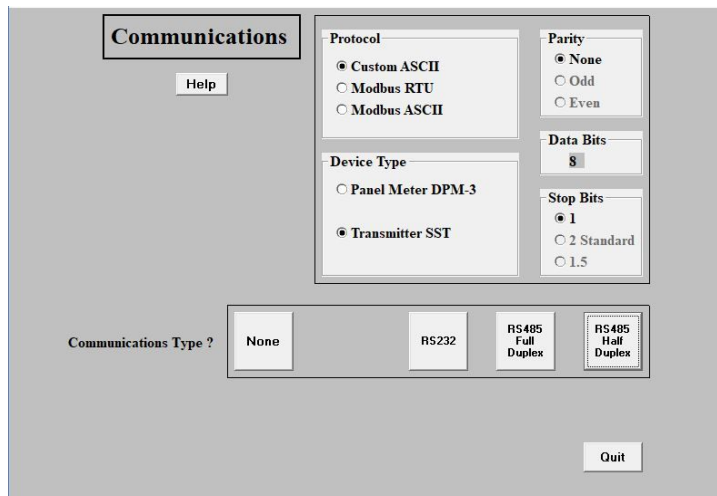 Communications
Help
Protocol
Custom ASCII
Modbus RTU
Modbus ASCII
Parity
None
Odd
Even
Data Bits
8
Device Type
Panel Meter DPM-3
Transmitter SST
Stop Bits
1
2 Standard
1.5
Communications Type ?
None
RS232
RS485
Full
Duplex
RS485
Half
Duplex
Quit